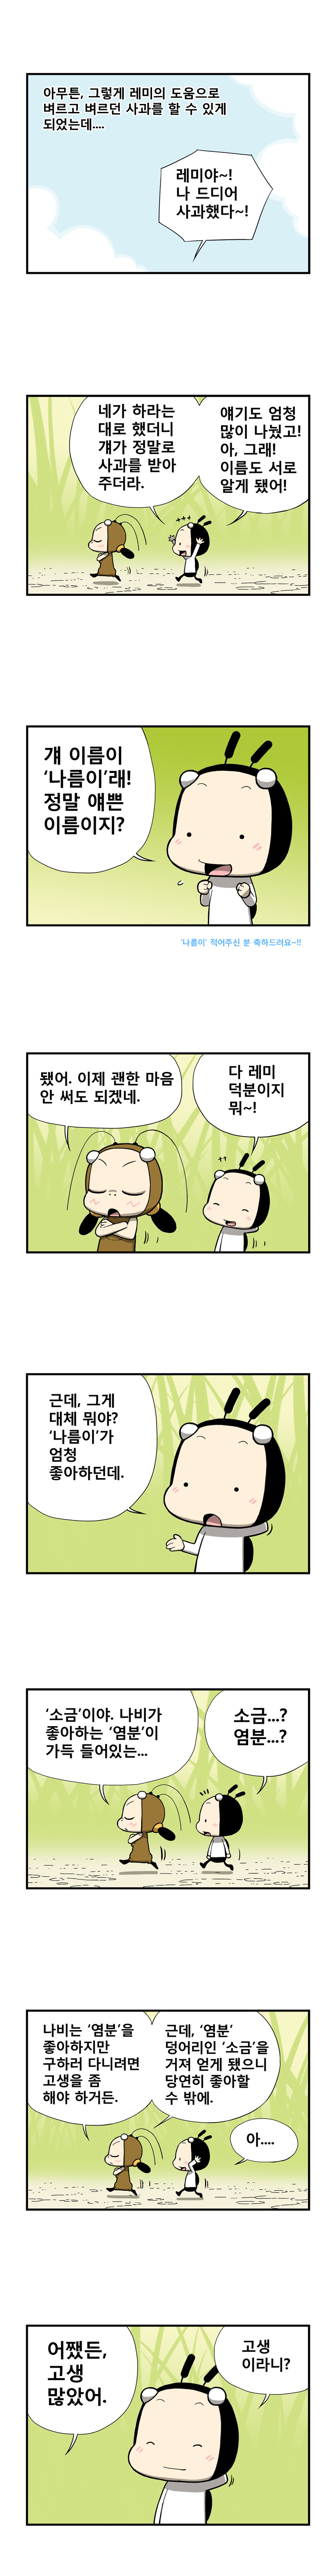 아무튼, 그렇게 레미의 도움으로
벼르고 벼르던 사과를 할 수 있게
되었는데....
레미야~!
나 드디어
사과했다~!
네가 하라는
대로 했더니
걔가 정말로
사과를 받아
주더라.
얘기도 엄청
많이 나눴고!
아, 그래!
이름도 서로
알게 됐어!
걔 이름이
‘나름이’래!
정말 얘쁜
이름이지?
'나름이' 적어주신 분 축하드려요~!!
됐어. 이제 괜한 마음
안 써도 되겠네.
다 레미
덕분이지
뭐~!
근데, 그게
대체 뭐야?
‘나름이’가
엄청
좋아하던데.
‘소금’이야. 나비가
좋아하는 ‘염분’이
가득 들어있는...
소금...?
염분...?
나비는 ‘염분’을
좋아하지만
구하러 다니려면
고생을 좀
해야 하거든.
근데, ‘염분‘
덩어리인 ‘소금’을
거져 얻게 됐으니
당연히 좋아할
수 밖에.
아....
어쨌든,
고생
많았어.
고생
이라니?